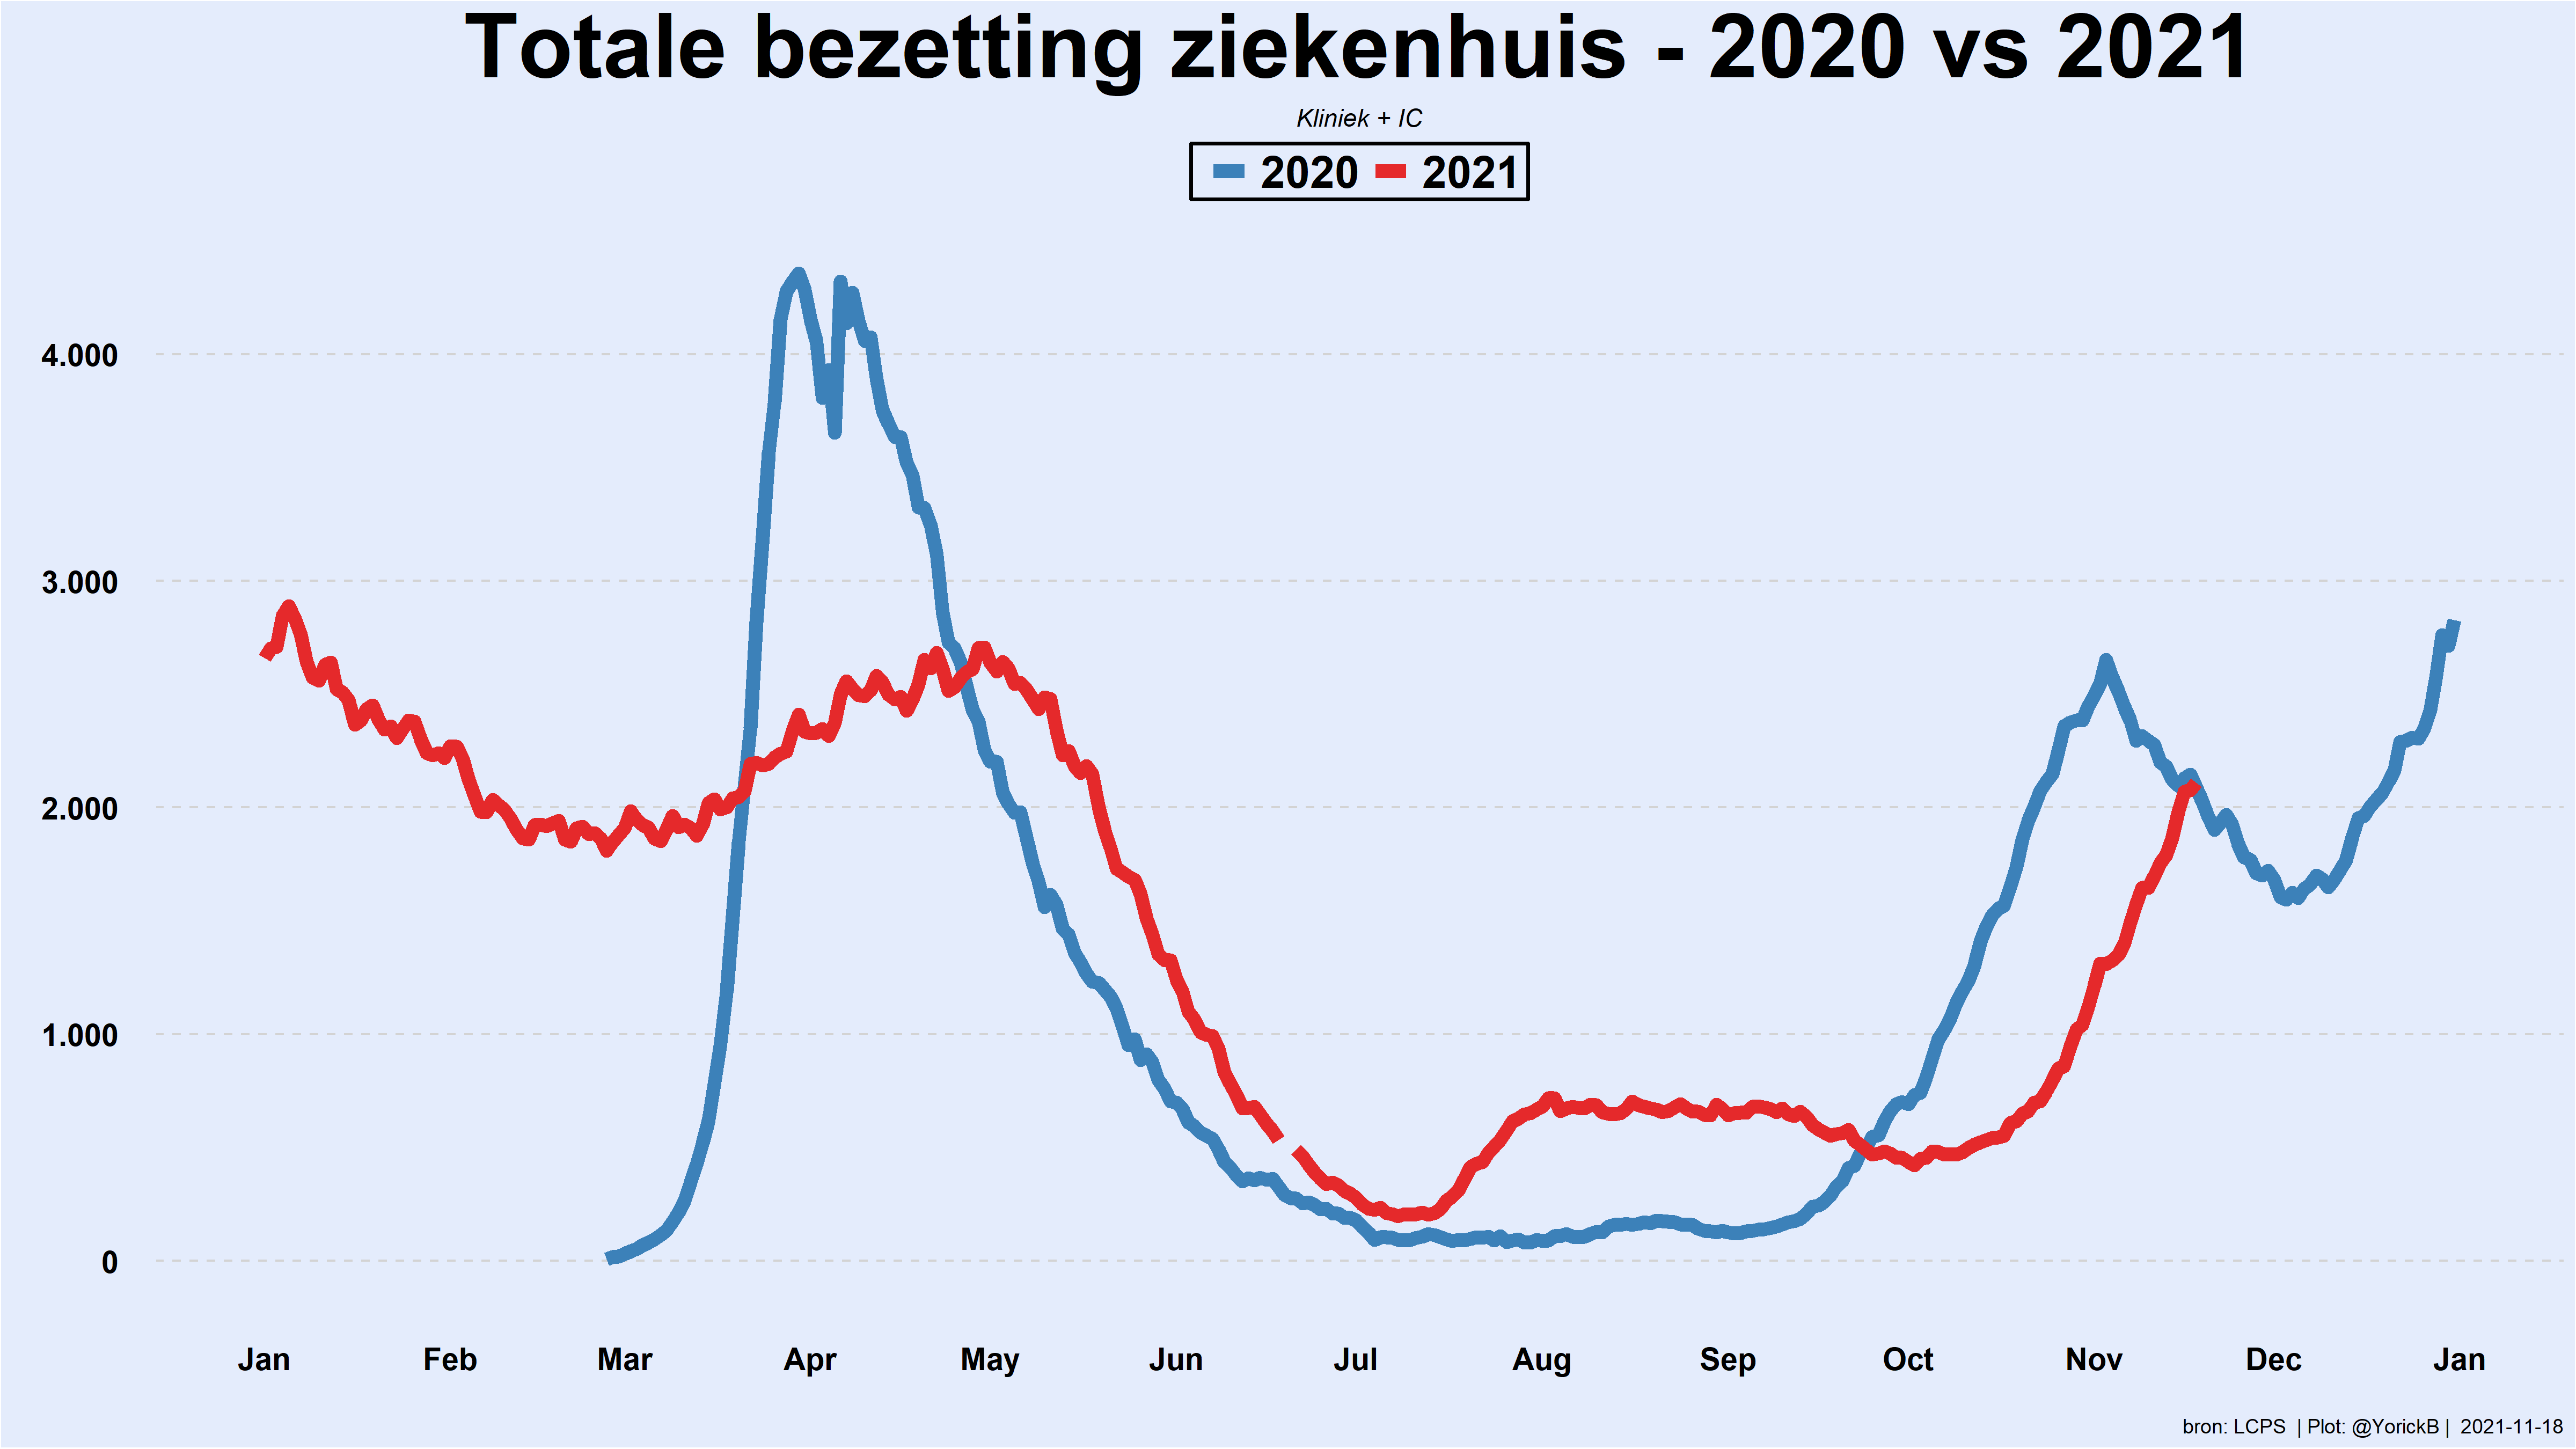 Totale bezetting ziekenhuis - 2020 vs 2021
Kliniek + IC
2020 2021
4.000
3.000
2.000
1.000
0
Jan Feb Mar Apr May Jun Jul Aug Sep Oct Nov Dec Jan
bron: LCPS | Plot: @YorickB | 2021-11-18